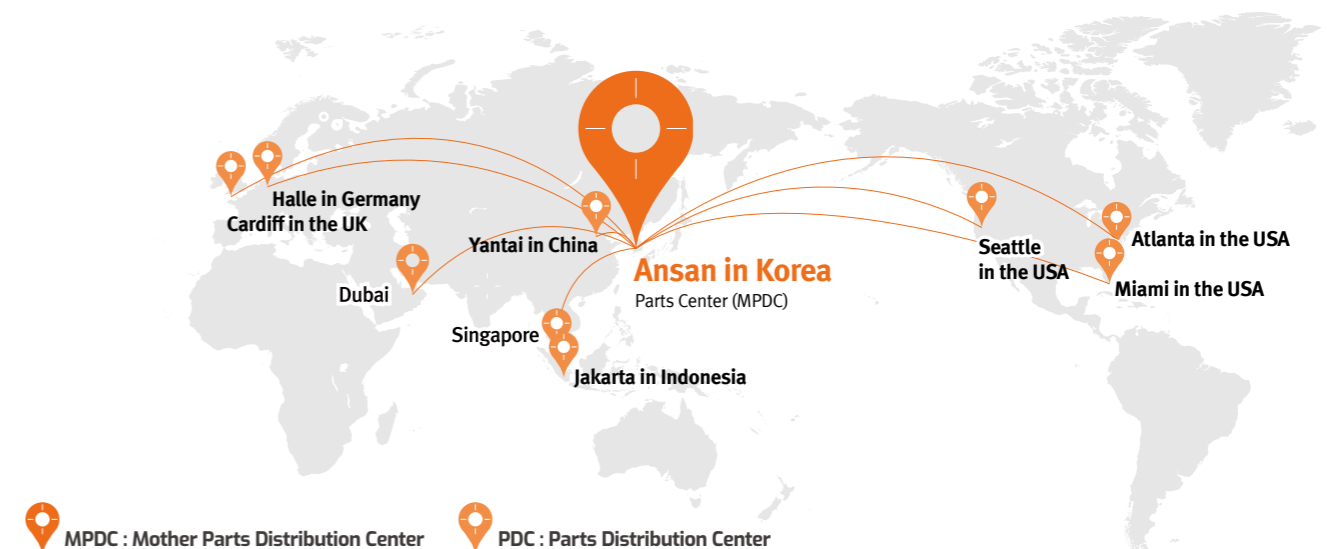 Halle in Germany
Cardiff in the UK
Yantai in China
Dubai
Ansan in Korea
Parts Center (MPDC)
Singapore
Jakarta in Indonesia
Seattle
in the USA
Atlanta in the USA
Miami in the USA
MPDC : Mother Parts Distribution Center
PDC : Parts Distribution Center